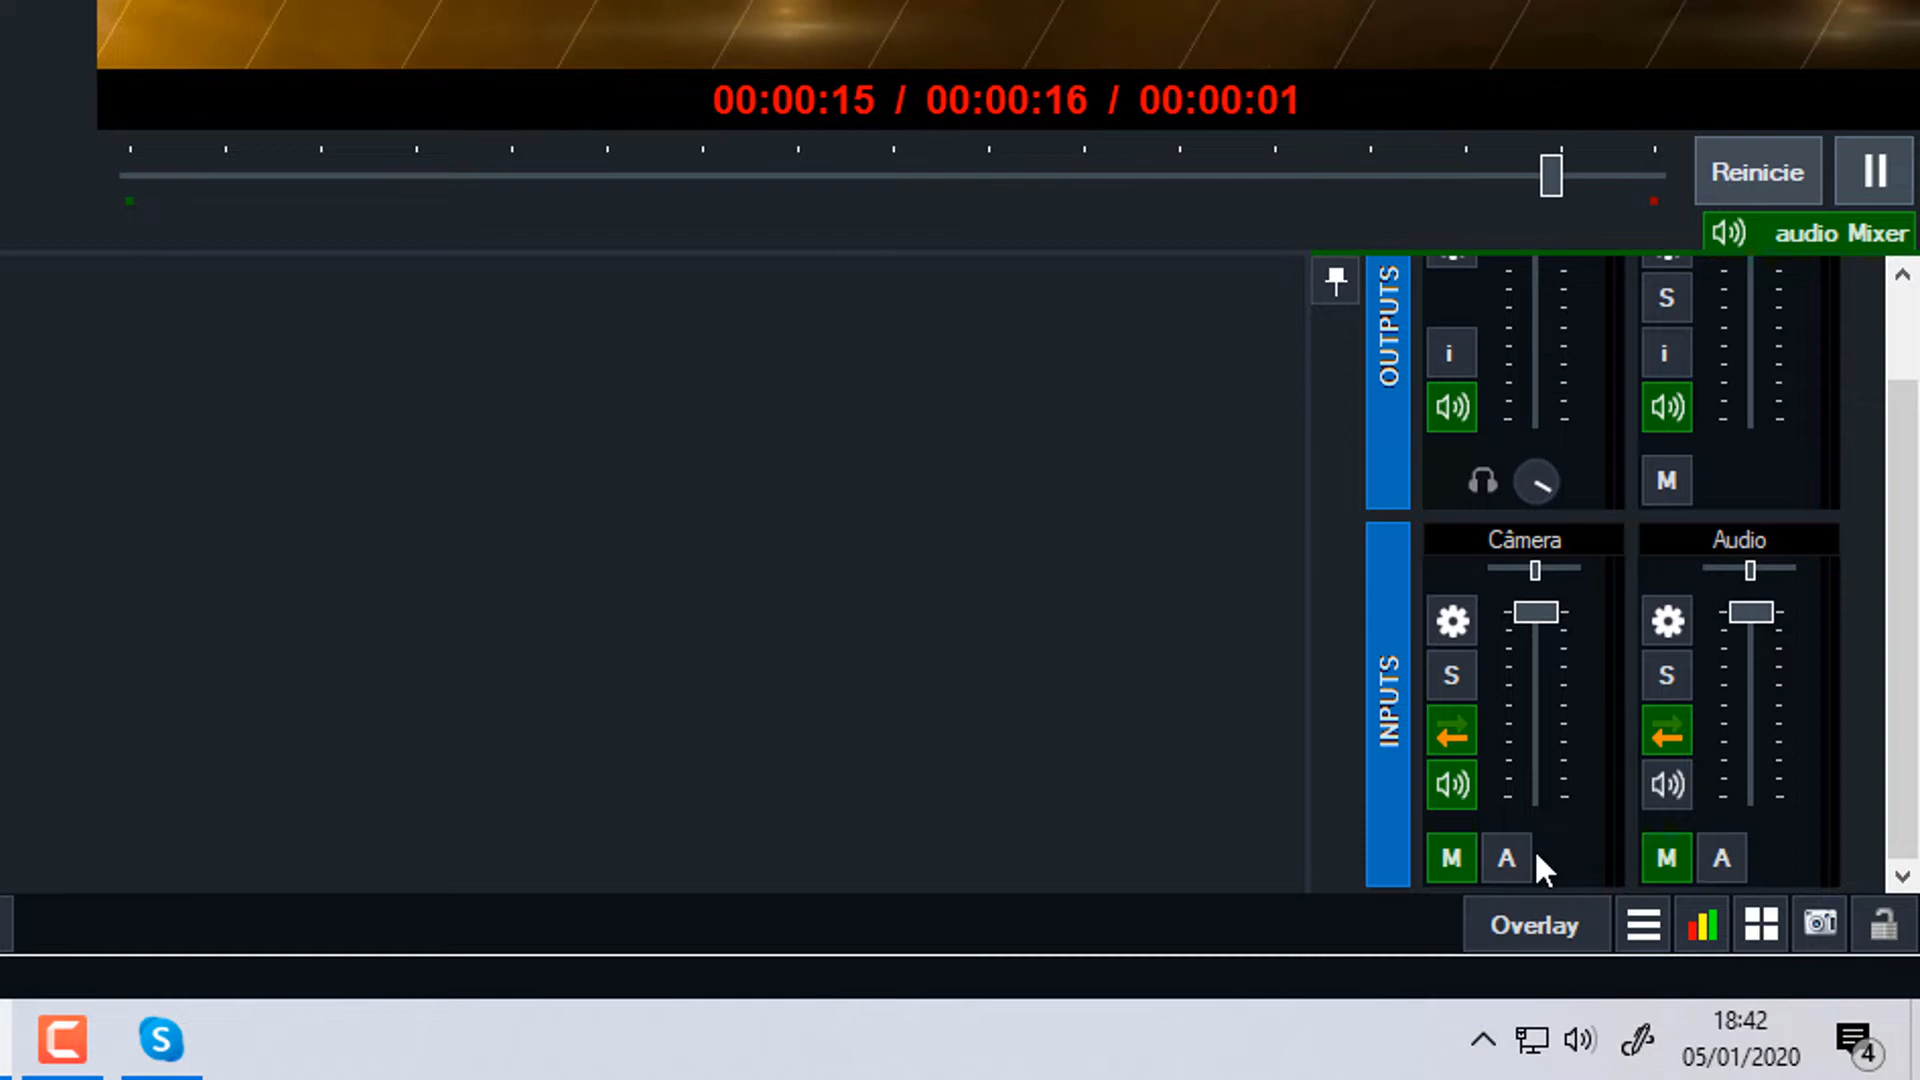 00:00:15 / 00:00:16 / 00:00:01
Reinicie
audio Mixer
OUTPUTS
S
i
i
M
INPUTS
Câmera
Audio
S
S
M A
M A
Overlay
S
18:42
05/01/2020
4